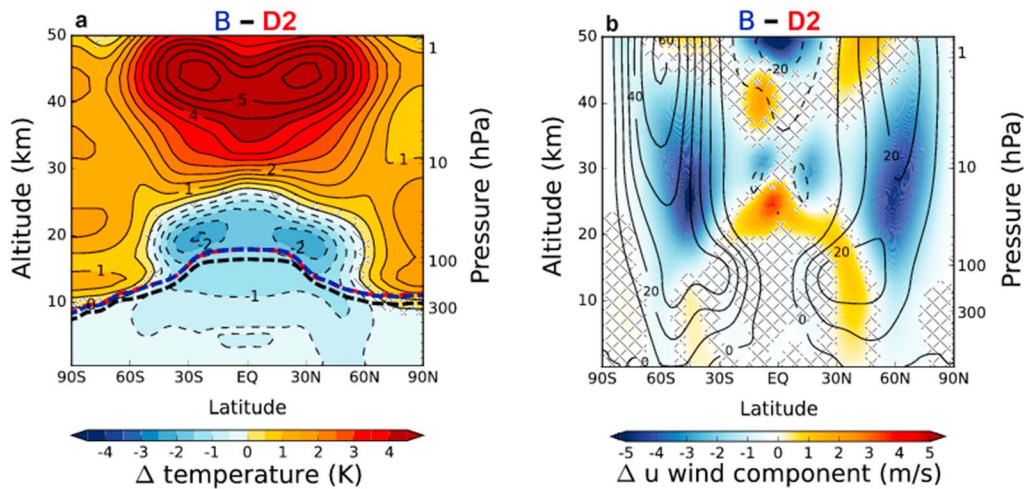 a
B – D2
50
40
30
20
10
Altitude (km)
1
10
100
300
Pressure (hPa)
5
4
2
1
1
-2
-2
1
0
1
90S 60S 30S EQ 30N 60N 90N
Latitude
-4 -3 -2 -1 0 1 2 3 4
Δ temperature (K)
b
B – D2
50
40
30
20
10
Altitude (km)
1
10
100
300
Pressure (hPa)
60
-20
40
20
20
20
0
0
0
0
90S 60S 30S EQ 30N 60N 90N
Latitude
-5 -4 -3 -2 -1 0 1 2 3 4 5
Δ u wind component (m/s)